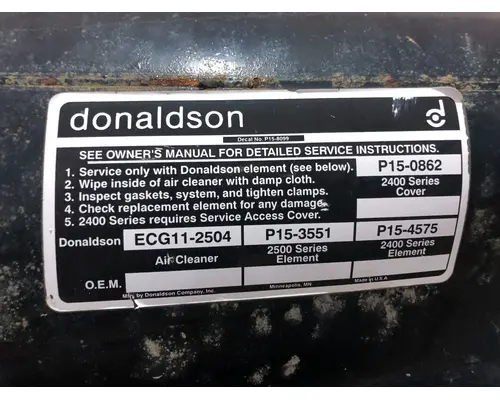 donaldson
Decal No. P15-8099
SEE OWNER'S MANUAL FOR DETAILED SERVICE INSTRUCTIONS.
1. Service only with Donaldson element (see below).
2. Wipe inside of air cleaner with damp cloth.
3. Inspect gaskets, system, and tighten clamps.
4. Check replacement element for any damage.
5. 2400 Series requires Service Access Cover.
P15-0862
2400 Series
Cover
Donaldson ECG11-2504 P15-3551 P15-4575
Air Cleaner 2500 Series 2400 Series
Element Element
O.E.M.
Mfg. by Donaldson Company, Inc. Minneapolis, MN. Made in U.S.A.